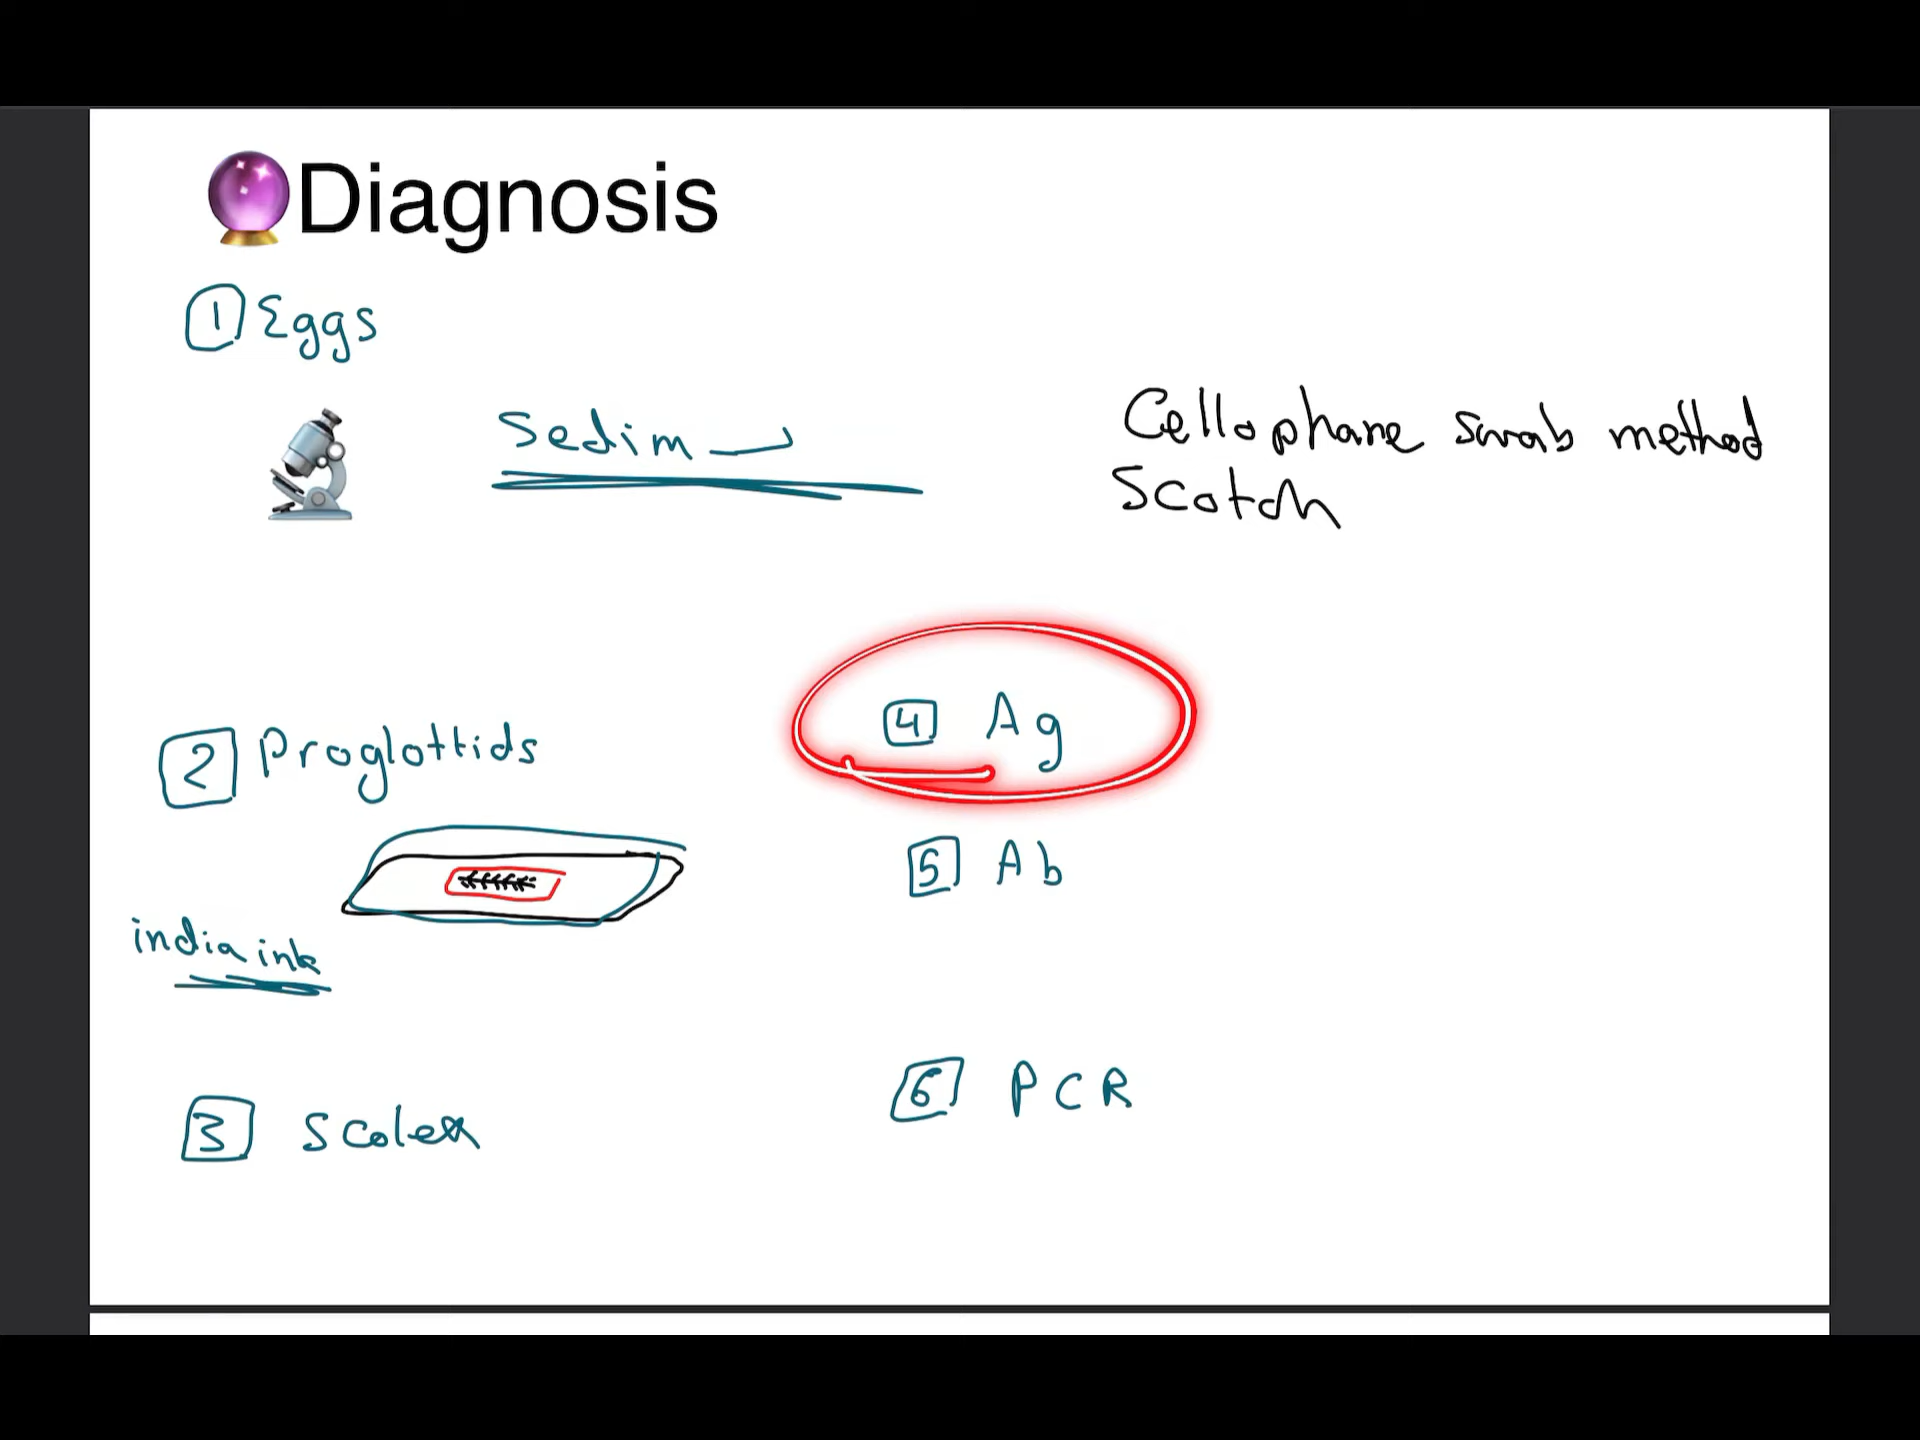 Diagnosis
1 Eggs
Sedim
Cellophane swab method
Scotch
2 Proglottids
india ink
3 Scolex
4 Ag
5 Ab
6 PCR